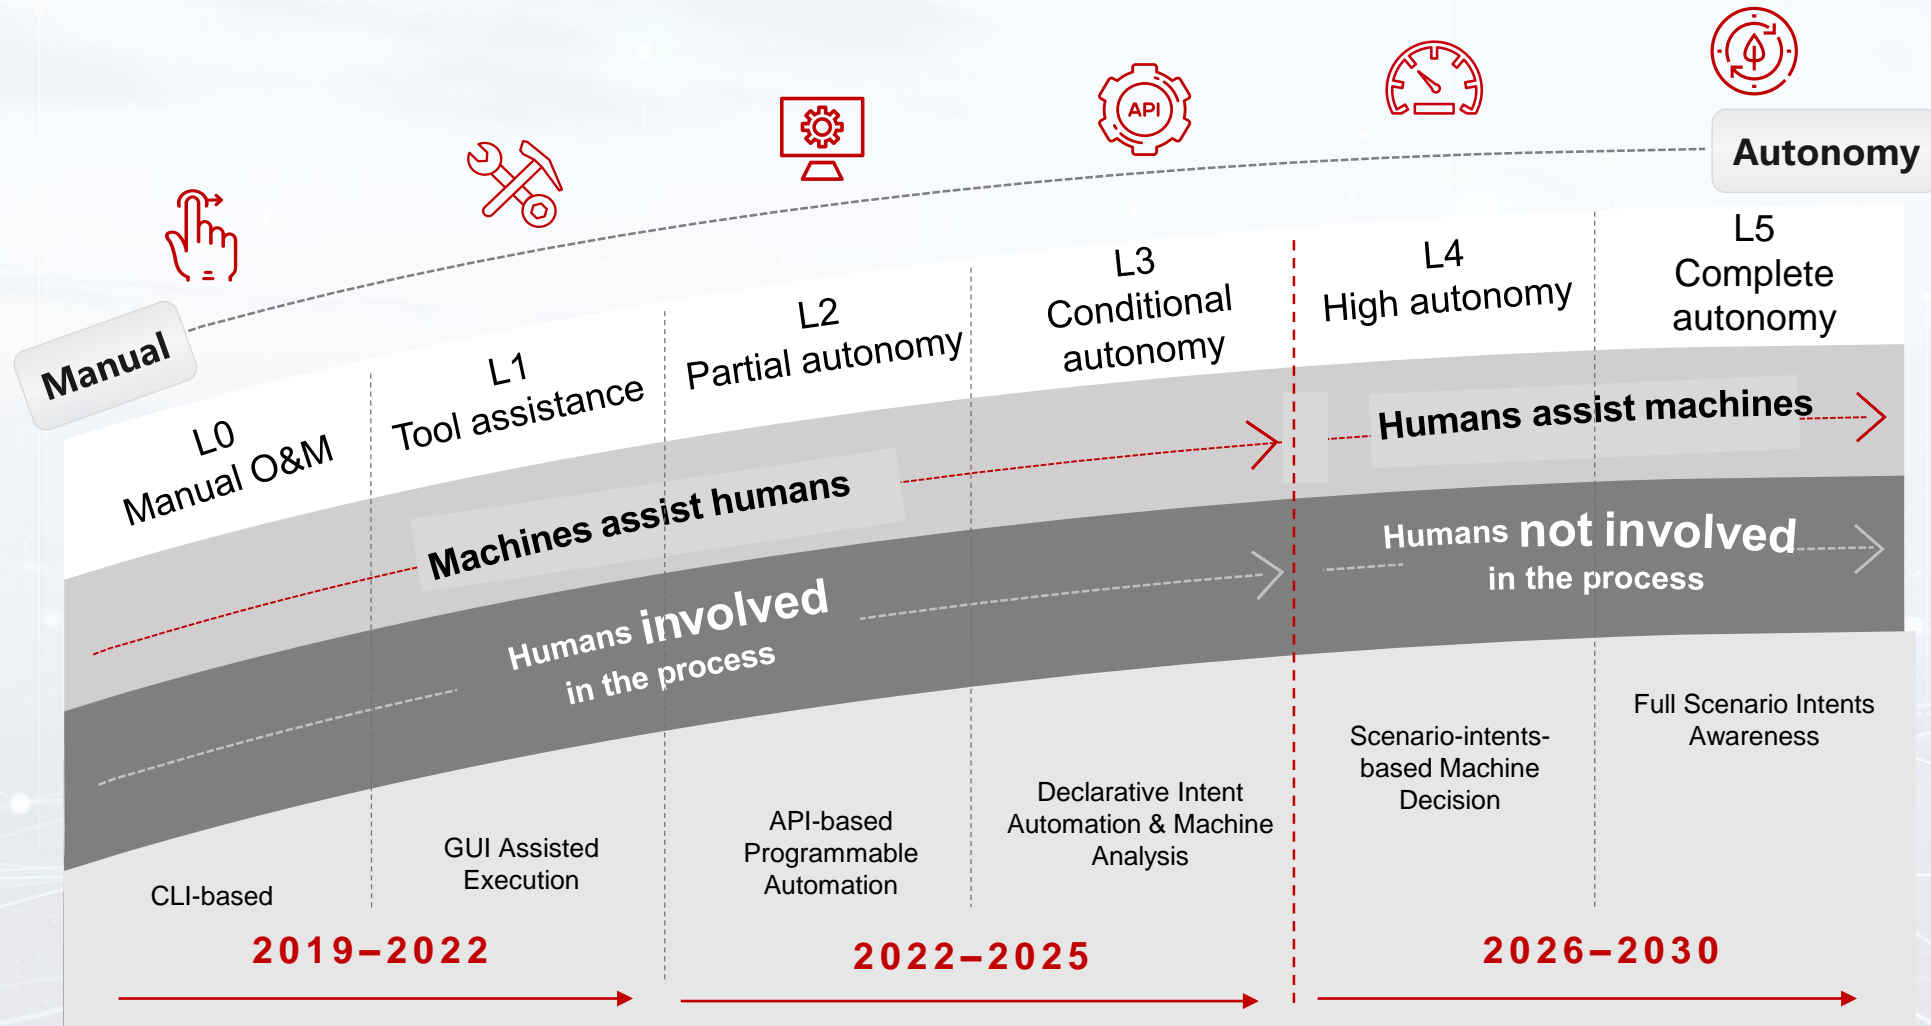 API
Autonomy
Manual
L0
Manual O&M
L1
Tool assistance
L2
Partial autonomy
L3
Conditional
autonomy
L4
High autonomy
L5
Complete
autonomy
Machines assist humans
Humans assist machines
Humans involved
in the process
Humans not involved
in the process
CLI-based
GUI Assisted
Execution
API-based
Programmable
Automation
Declarative Intent
Automation & Machine
Analysis
Scenario-intents-
based Machine
Decision
Full Scenario Intents
Awareness
2019–2022
2022–2025
2026–2030